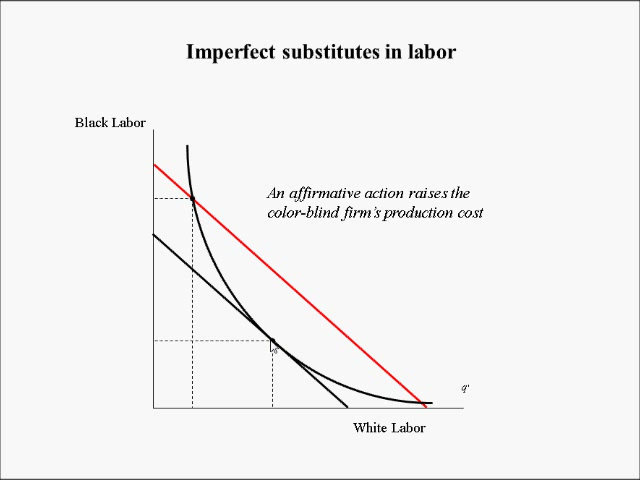 Imperfect substitutes in labor
Black Labor
An affirmative action raises the
color-blind firm's production cost
q'
White Labor